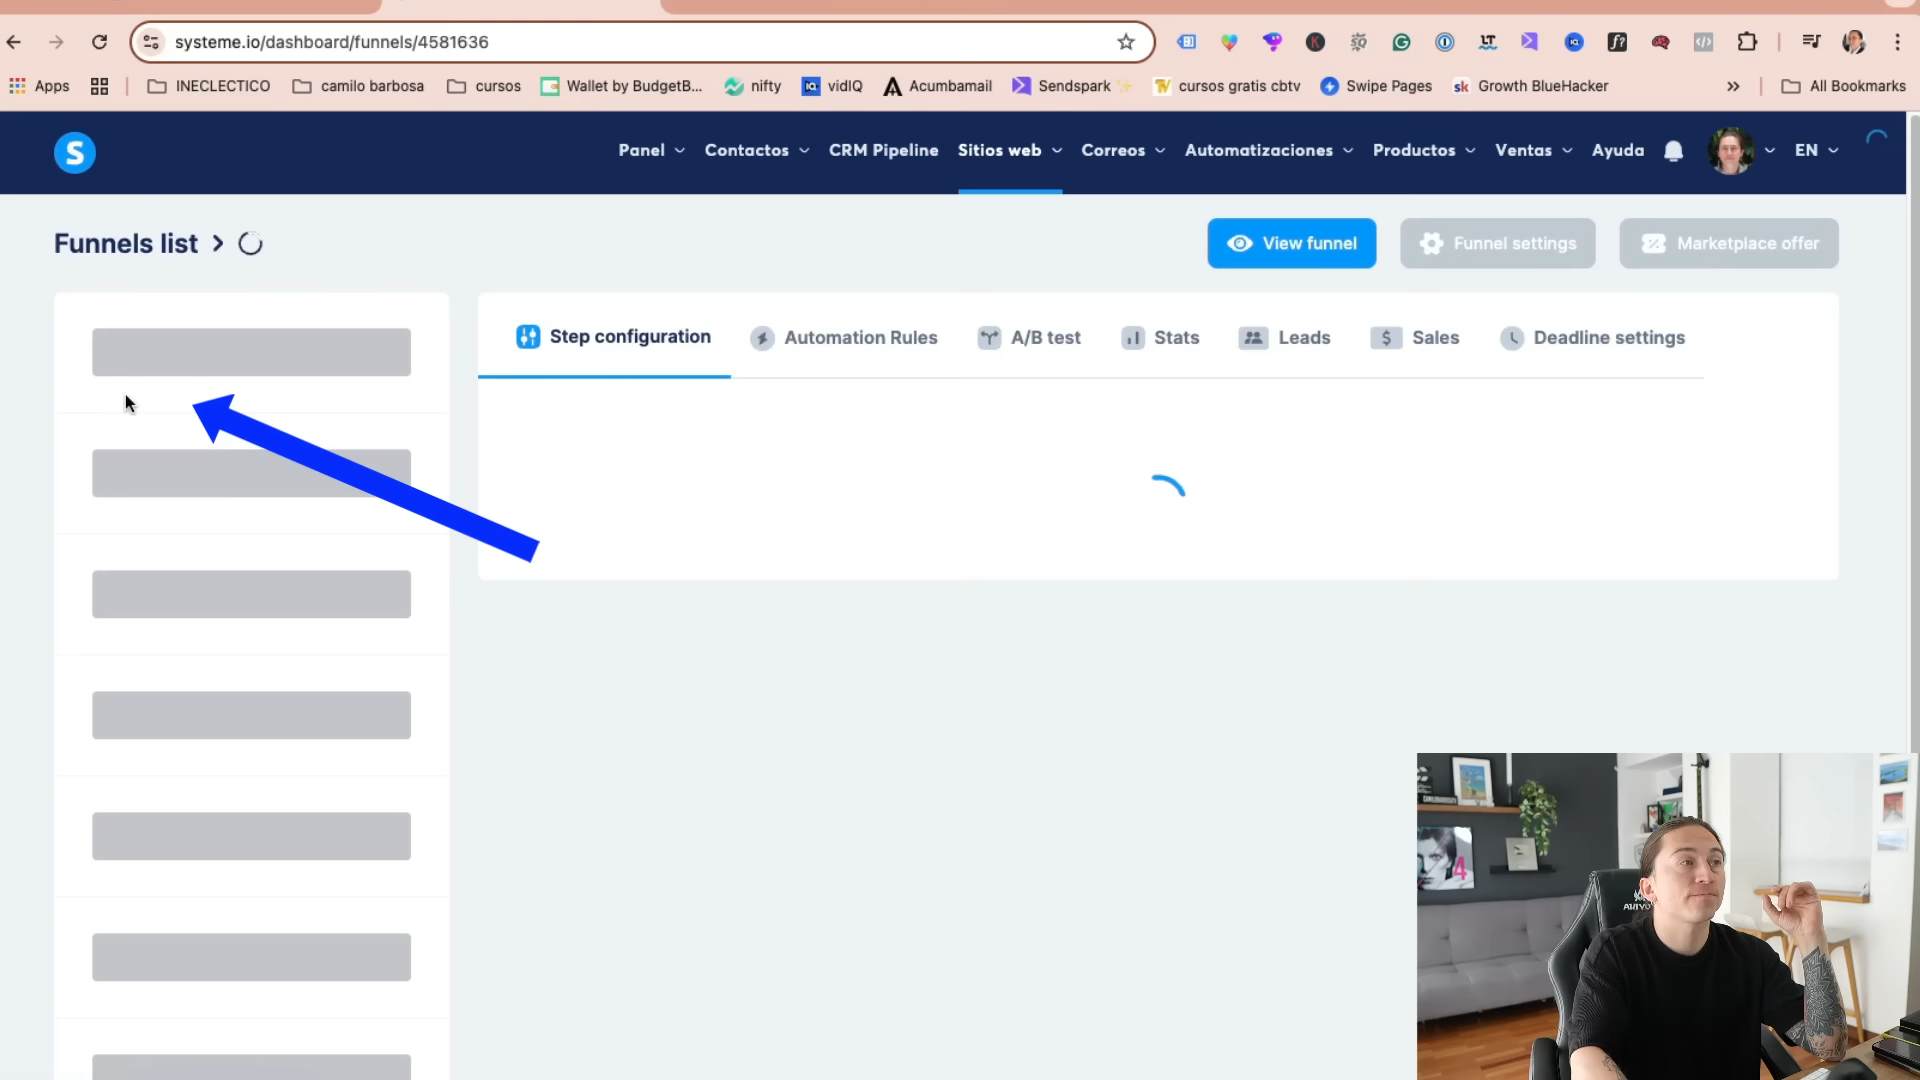 systeme.io/dashboard/funnels/4581636
Apps INECLECTICO camilo barbosa cursos Wallet by BudgetB... nifty vidIQ Acumbamail Sendspark cursos gratis cbtv Swipe Pages Growth BlueHacker » All Bookmarks
S Panel Contactos CRM Pipeline Sitios web Correos Automatizaciones Productos Ventas Ayuda EN
Funnels list > View funnel Funnel settings Marketplace offer
Step configuration Automation Rules A/B test Stats Leads $ Sales Deadline settings